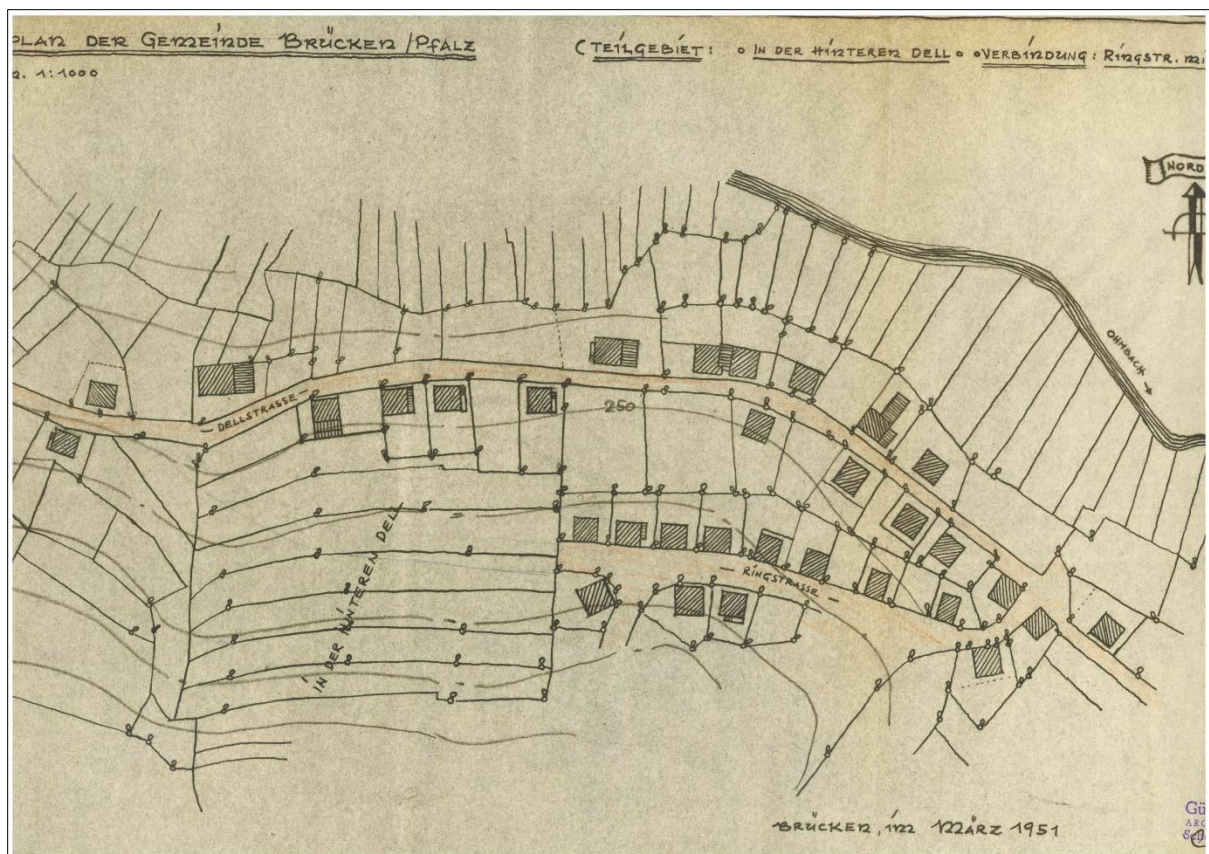 PLAN DER GEMEINDE BRÜCKEN / PFALZ
1:1000
(TEILGEBIET: IN DER HINTEREN DELL VERBINDUNG: RINGSTR.
NORD
OHMBACH
DELLSTRASSE
250
RINGSTRASSE
IN DER HINTEREN DELL
BRÜCKEN, IM MÄRZ 1951